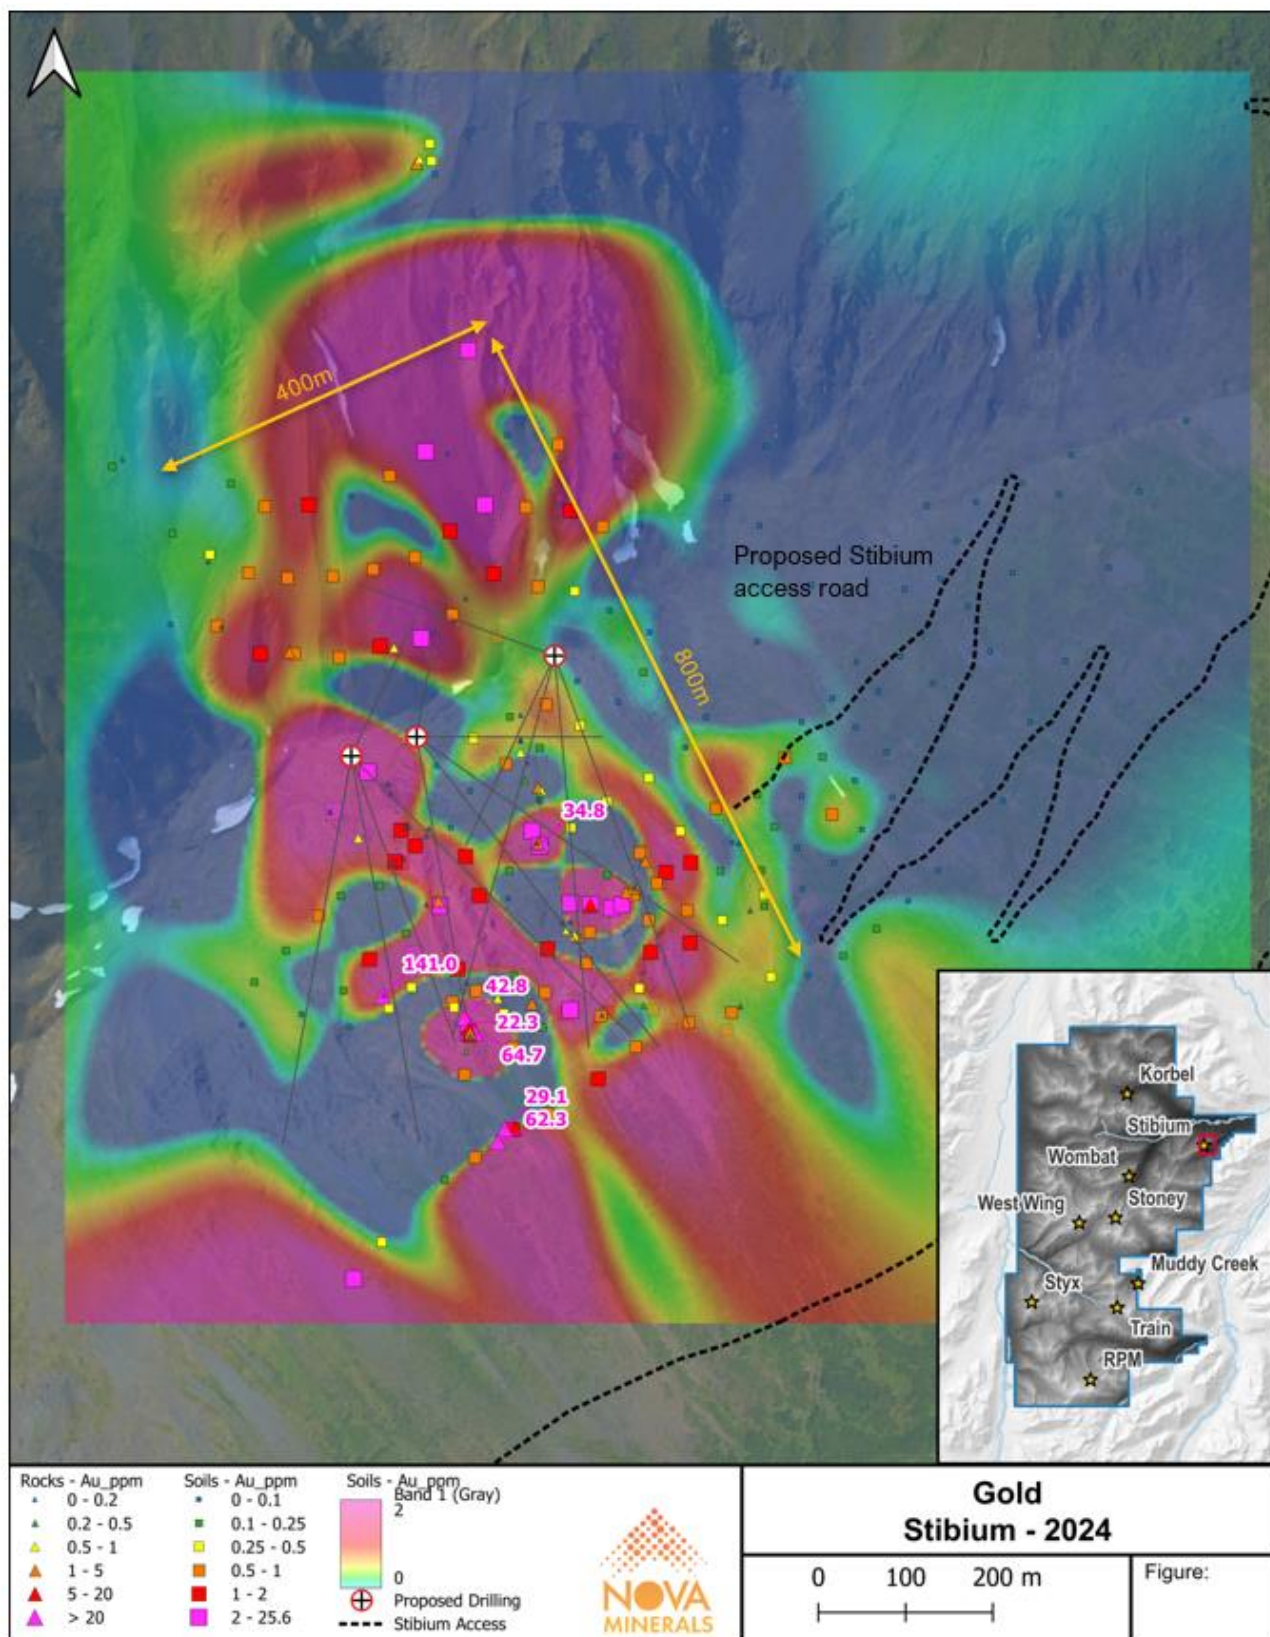 400m
Proposed Stibium
access road
800m
34.8
141.0
42.8
22.3
64.7
29.1
62.3
Korbel
Stibium
Wombat
West Wing
Stoney
Muddy Creek
Styx
Train
RPM
Rocks - Au_ppm
0 - 0.2
0.2 - 0.5
0.5 - 1
1 - 5
5 - 20
> 20
Soils - Au_ppm
0 - 0.1
0.1 - 0.25
0.25 - 0.5
0.5 - 1
1 - 2
2 - 25.6
Soils - Au_ppm
Band 1 (Gray)
2
0
Proposed Drilling
Stibium Access
NOVA
MINERALS
Gold
Stibium - 2024
0 100 200 m
Figure: